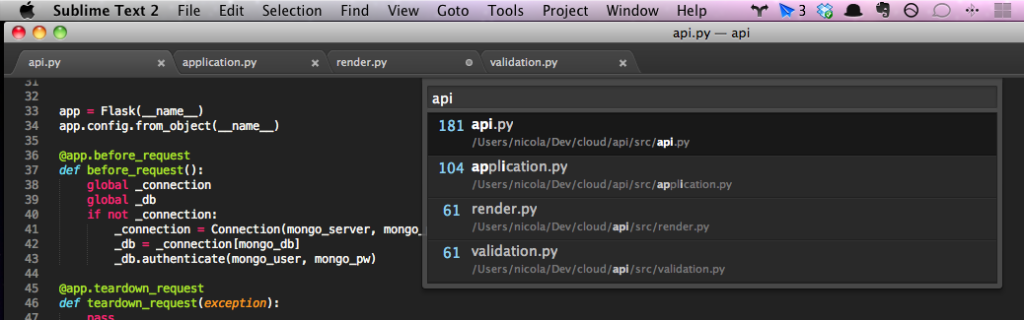 Sublime Text 2 File Edit Selection Find View Goto Tools Project Window Help 3
api.py — api
api.py application.py render.py validation.py
api
181 api.py
/Users/nicola/Dev/cloud/api/src/api.py
104 application.py
/Users/nicola/Dev/cloud/api/src/application.py
61 render.py
/Users/nicola/Dev/cloud/api/src/render.py
61 validation.py
/Users/nicola/Dev/cloud/api/src/validation.py
31
32
33 app = Flask(__name__)
34 app.config.from_object(__name__)
35
36 @app.before_request
37 def before_request():
38 global _connection
39 global _db
40 if not _connection:
41 _connection = Connection(mongo_server, mongo_
42 _db = _connection[mongo_db]
43 _db.authenticate(mongo_user, mongo_pw)
44
45 @app.teardown_request
46 def teardown_request(exception):
47 pass